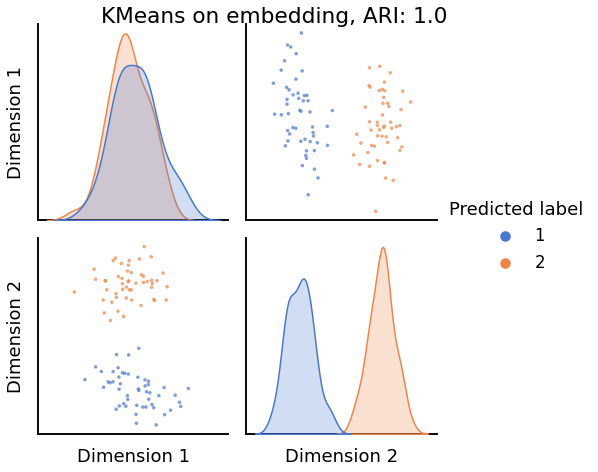 KMeans on embedding, ARI: 1.0
Dimension 1
Predicted label
1
2
Dimension 2
Dimension 1
Dimension 2